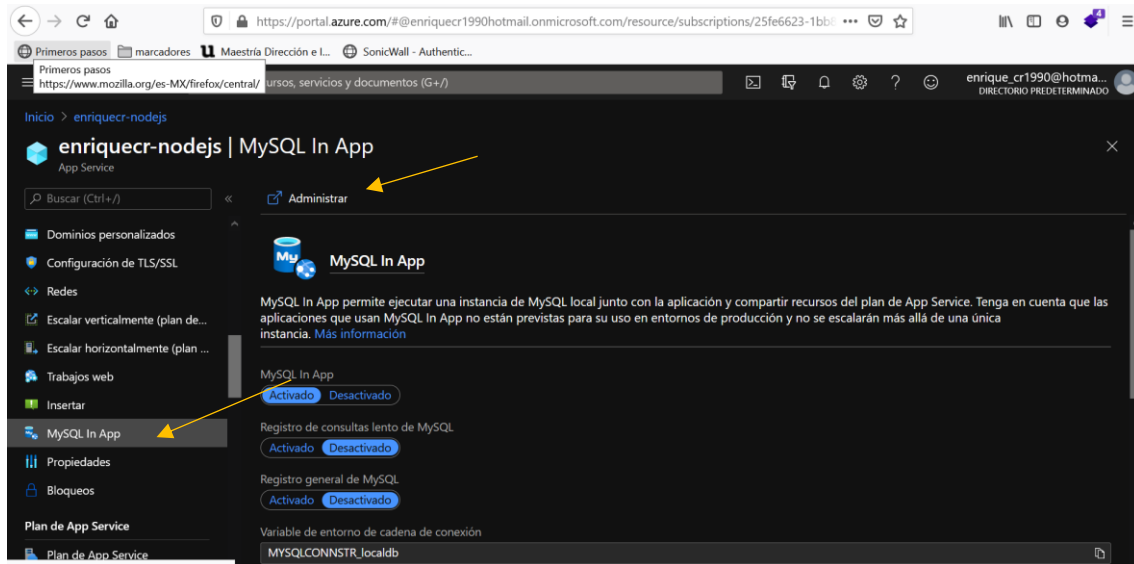 https://portal.azure.com/#@enriquecr1990hotmail.onmicrosoft.com/resource/subscriptions/25fe6623-1bb8
Primeros pasos
marcadores
Maestría Dirección e I...
SonicWall - Authentic...
Primeros pasos
https://www.mozilla.org/es-MX/firefox/central/
ursos, servicios y documentos (G+/)
enrique_cr1990@hotma...
DIRECTORIO PREDETERMINADO
Inicio > enriquecr-nodejs
enriquecr-nodejs | MySQL In App
App Service
Buscar (Ctrl+/)
«
Administrar
Dominios personalizados
Configuración de TLS/SSL
Redes
Escalar verticalmente (plan de...
Escalar horizontalmente (plan ...
Trabajos web
Insertar
MySQL In App
Propiedades
Bloqueos
Plan de App Service
Plan de App Service
My
MySQL In App
MySQL In App permite ejecutar una instancia de MySQL local junto con la aplicación y compartir recursos del plan de App Service. Tenga en cuenta que las
aplicaciones que usan MySQL In App no están previstas para su uso en entornos de producción y no se escalarán más allá de una única
instancia. Más información
MySQL In App
Activado Desactivado
Registro de consultas lento de MySQL
Activado Desactivado
Registro general de MySQL
Activado Desactivado
Variable de entorno de cadena de conexión
MYSQLCONNSTR_localdb